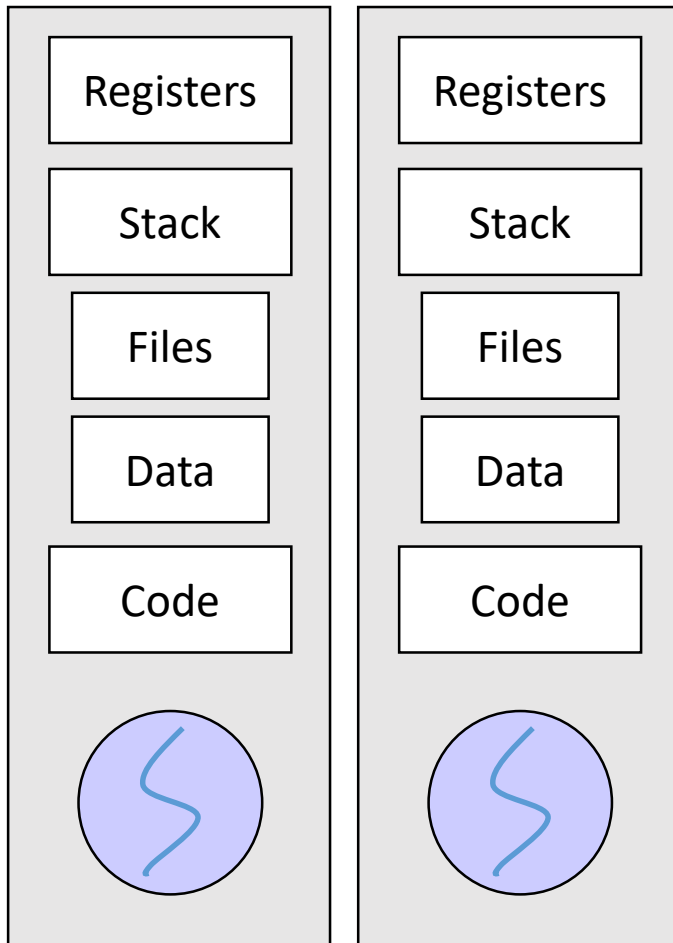 Registers
Stack
Files
Data
Code
Registers
Stack
Files
Data
Code